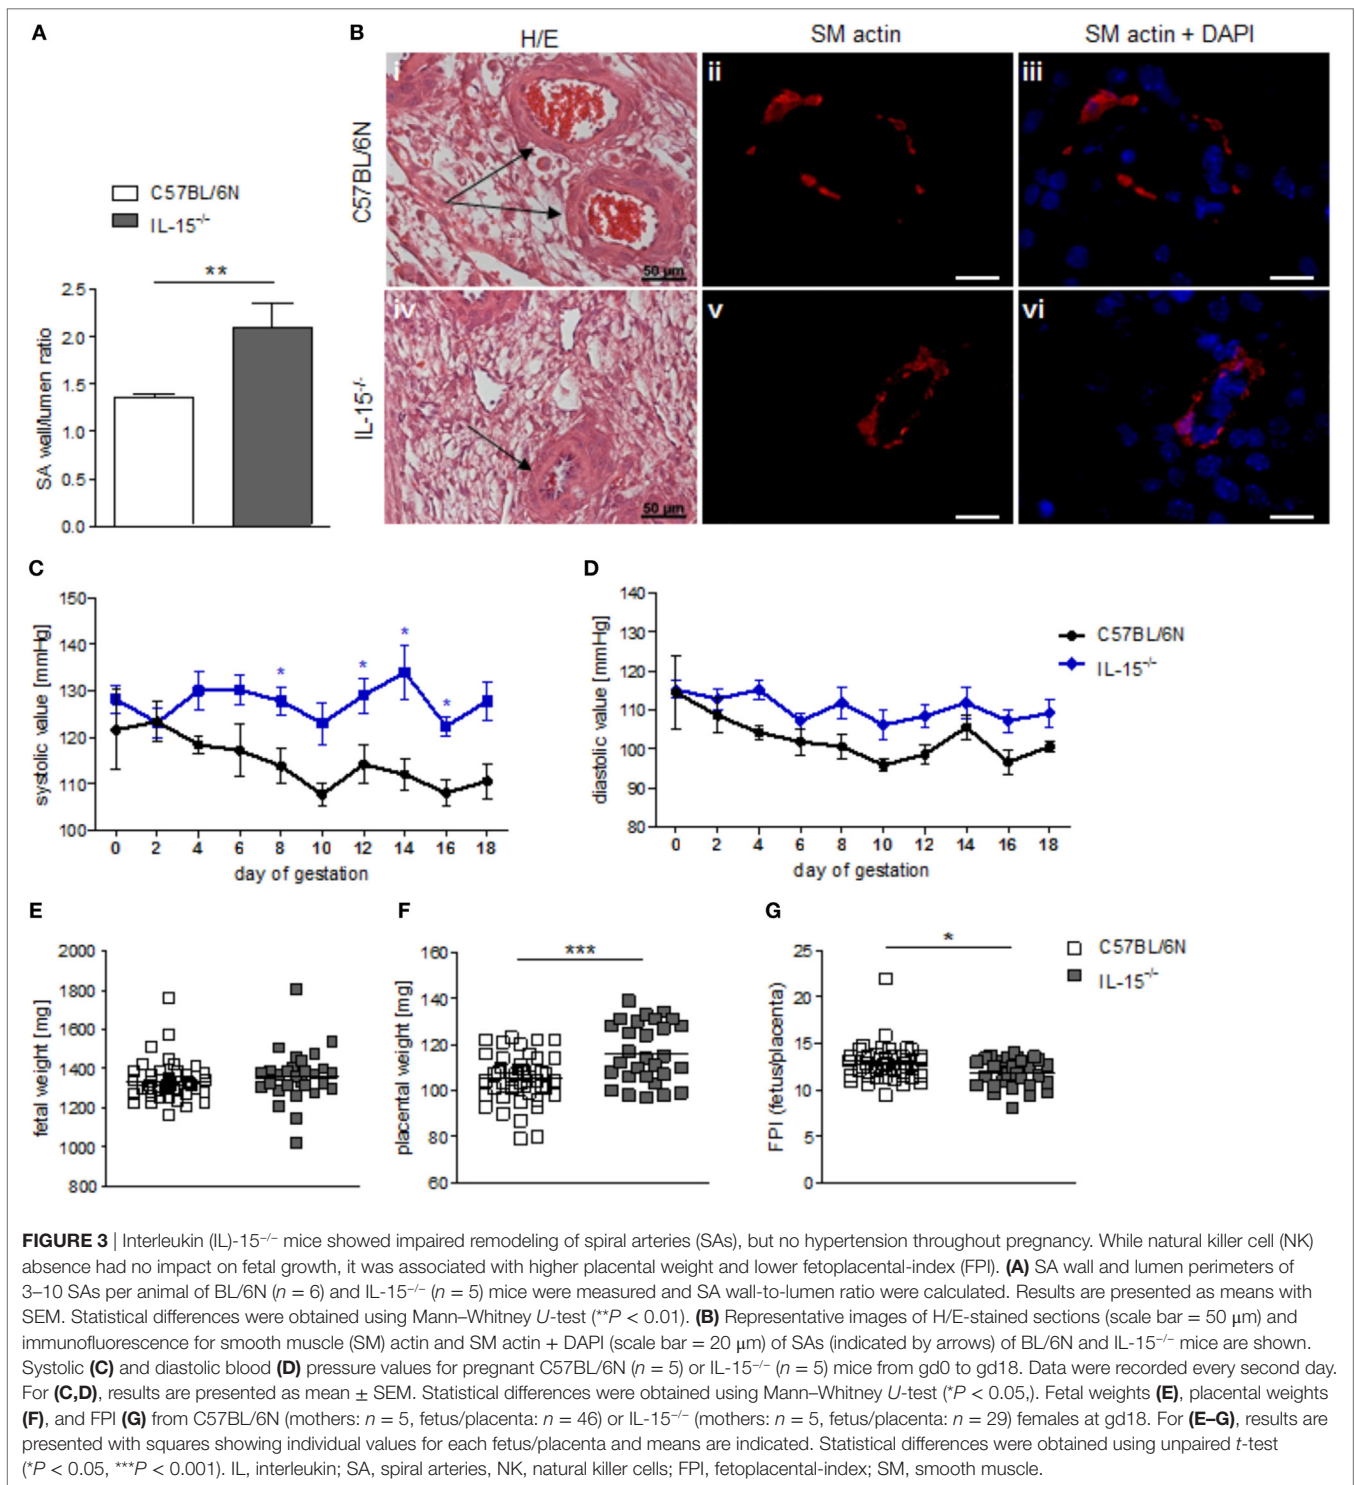 A
C57BL/6N
IL-15-/-
**
2.5
2.0
1.5
1.0
0.5
0.0
SA wall/lumen ratio
B
H/E
SM actin
SM actin + DAPI
C57BL/6N
i
50 μm
ii
iii
IL-15-/-
iv
50 μm
v
vi
C
150
140
130
120
110
100
systolic value [mmHg]
*
*
*
*
0 2 4 6 8 10 12 14 16 18
day of gestation
D
140
130
120
110
100
90
80
diastolic value [mmHg]
0 2 4 6 8 10 12 14 16 18
day of gestation
C57BL/6N
IL-15-/-
E
2000
1800
1600
1400
1200
1000
800
fetal weight [mg]
F
160
140
120
100
80
60
placental weight [mg]
***
G
25
20
15
10
5
0
FPI (fetus/placenta)
*
C57BL/6N
IL-15-/-
FIGURE 3 | Interleukin (IL)-15−/− mice showed impaired remodeling of spiral arteries (SAs), but no hypertension throughout pregnancy. While natural killer cell (NK)
absence had no impact on fetal growth, it was associated with higher placental weight and lower fetoplacental-index (FPI). (A) SA wall and lumen perimeters of
3–10 SAs per animal of BL/6N (n = 6) and IL-15−/− (n = 5) mice were measured and SA wall-to-lumen ratio were calculated. Results are presented as means with
SEM. Statistical differences were obtained using Mann–Whitney U-test (**P < 0.01). (B) Representative images of H/E-stained sections (scale bar = 50 μm) and
immunofluorescence for smooth muscle (SM) actin and SM actin + DAPI (scale bar = 20 μm) of SAs (indicated by arrows) of BL/6N and IL-15−/− mice are shown.
Systolic (C) and diastolic blood (D) pressure values for pregnant C57BL/6N (n = 5) or IL-15−/− (n = 5) mice from gd0 to gd18. Data were recorded every second day.
For (C,D), results are presented as mean ± SEM. Statistical differences were obtained using Mann–Whitney U-test (*P < 0.05,). Fetal weights (E), placental weights
(F), and FPI (G) from C57BL/6N (mothers: n = 5, fetus/placenta: n = 46) or IL-15−/− (mothers: n = 5, fetus/placenta: n = 29) females at gd18. For (E–G), results are
presented with squares showing individual values for each fetus/placenta and means are indicated. Statistical differences were obtained using unpaired t-test
(*P < 0.05, ***P < 0.001). IL, interleukin; SA, spiral arteries, NK, natural killer cells; FPI, fetoplacental-index; SM, smooth muscle.